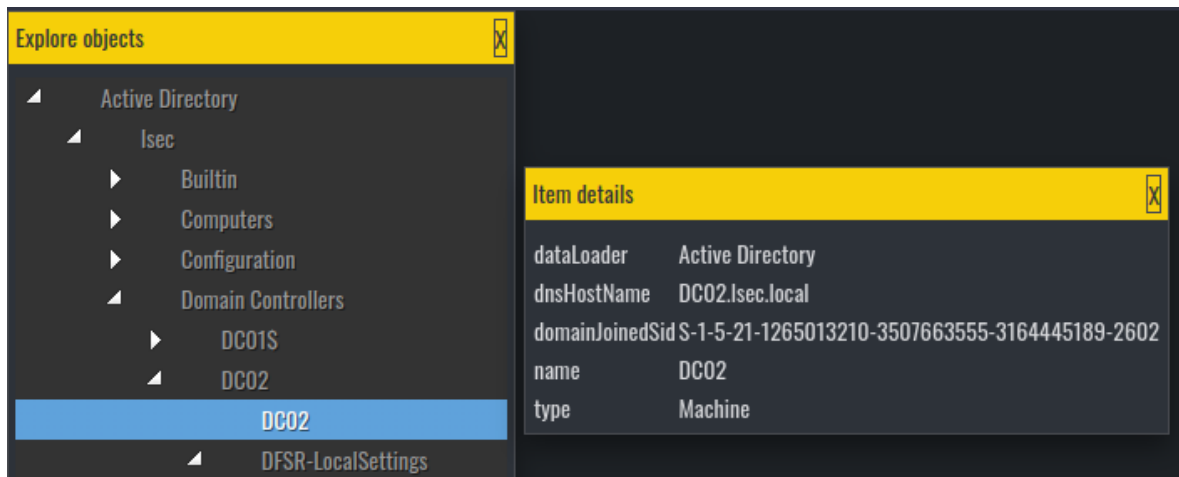 Explore objects
X
Active Directory
lsec
Builtin
Computers
Configuration
Domain Controllers
DC01S
DC02
DC02
DFSR-LocalSettings
Item details
X
dataLoader Active Directory
dnsHostName DC02.lsec.local
domainJoinedSid S-1-5-21-1265013210-3507663555-3164445189-2602
name DC02
type Machine